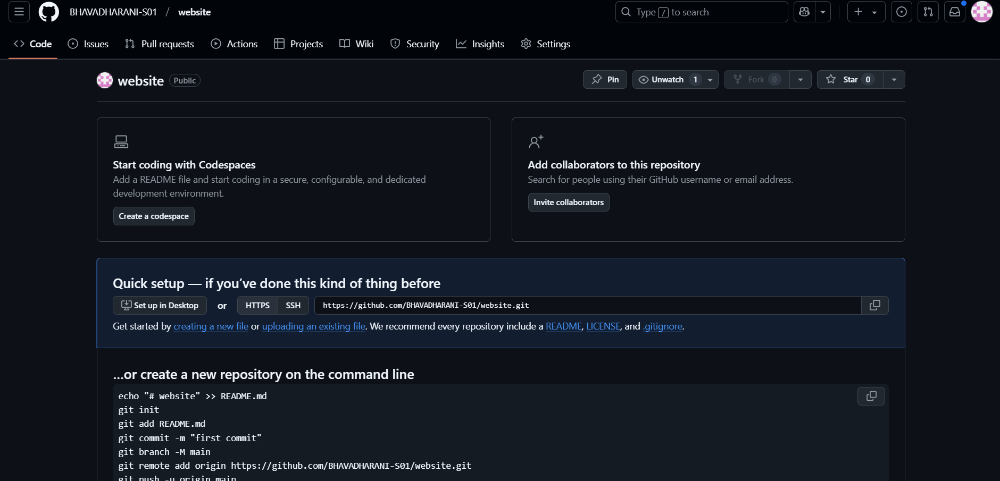 BHAVADHARANI-S01 / website
Type / to search
Code Issues Pull requests Actions Projects Wiki Security Insights Settings
website Public
Pin Unwatch 1 Fork 0 Star 0
Start coding with Codespaces
Add a README file and start coding in a secure, configurable, and dedicated
development environment.
Create a codespace
Add collaborators to this repository
Search for people using their GitHub username or email address.
Invite collaborators
Quick setup — if you’ve done this kind of thing before
Set up in Desktop or HTTPS SSH https://github.com/BHAVADHARANI-S01/website.git
Get started by creating a new file or uploading an existing file. We recommend every repository include a README, LICENSE, and .gitignore.
…or create a new repository on the command line
echo "# website" >> README.md
git init
git add README.md
git commit -m "first commit"
git branch -M main
git remote add origin https://github.com/BHAVADHARANI-S01/website.git
git push -u origin main